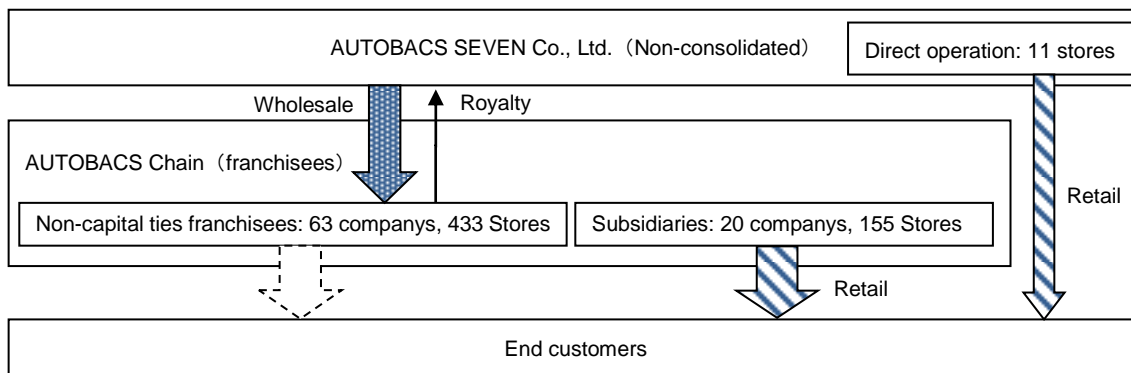 AUTOBACS SEVEN Co., Ltd.（Non-consolidated）
Direct operation: 11 stores
Wholesale
Royalty
AUTOBACS Chain（franchisees）
Retail
Non-capital ties franchisees: 63 companys, 433 Stores
Subsidiaries: 20 companys, 155 Stores
Retail
End customers